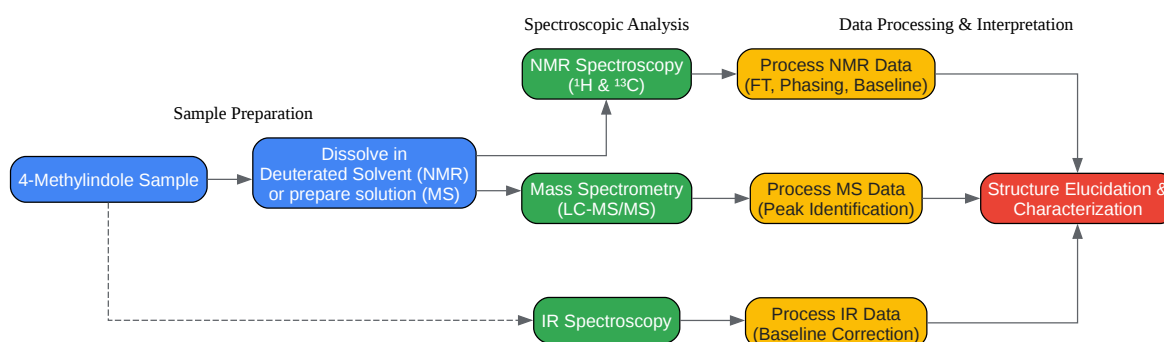 Spectroscopic Analysis
Data Processing & Interpretation
NMR Spectroscopy
(¹H & ¹³C)
Process NMR Data
(FT, Phasing, Baseline)
Sample Preparation
4-Methylindole Sample
Dissolve in
Deuterated Solvent (NMR)
or prepare solution (MS)
Mass Spectrometry
(LC-MS/MS)
Process MS Data
(Peak Identification)
Structure Elucidation &
Characterization
IR Spectroscopy
Process IR Data
(Baseline Correction)